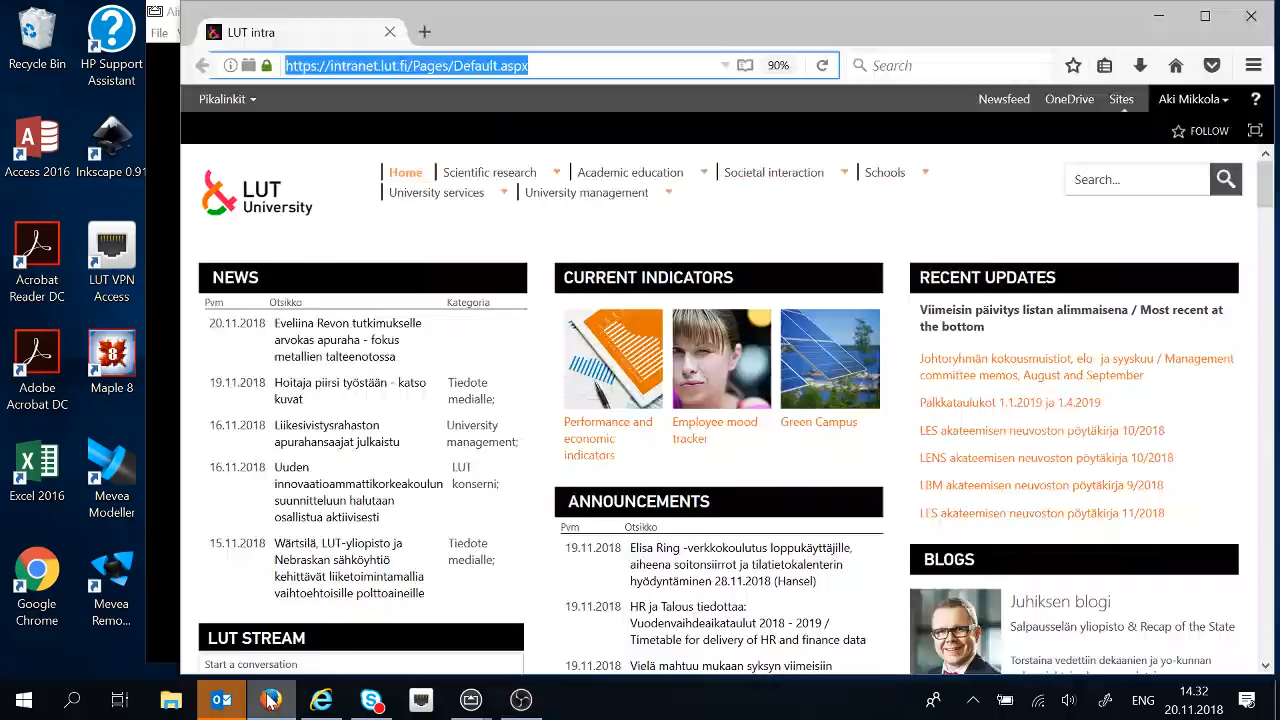 Recycle Bin
HP Support
Assistant
Access 2016
Inkscape 0.91
Acrobat
Reader DC
LUT VPN
Access
Adobe
Acrobat DC
Maple 8
Excel 2016
Mevea
Modeller
Google
Chrome
Mevea
Remo...
File
LUT intra
https://intranet.lut.fi/Pages/Default.aspx
90%
Search
Pikalinkit
Newsfeed
OneDrive
Sites
Aki Mikkola
?
FOLLOW
LUT
University
Home
Scientific research
Academic education
Societal interaction
Schools
University services
University management
Search...
NEWS
Pvm Otsikko Kategoria
20.11.2018 Eveliina Revon tutkimukselle
arvokas apuraha - fokus
metallien talteenotossa
19.11.2018 Hoitaja piirsi työstään - katso Tiedote
kuvat medialle;
16.11.2018 Liikesivistysrahaston University
apurahansaajat julkaistu management;
16.11.2018 Uuden LUT
innovaatioammattikorkeakoulun konserni;
suunnitteluun halutaan
osallistua aktiivisesti
15.11.2018 Wärtsilä, LUT-yliopisto ja Tiedote
Nebraskan sähköyhtiö medialle;
kehittävät liiketoimintamallia
vaihtoehtoisille polttoaineille
LUT STREAM
Start a conversation
CURRENT INDICATORS
Performance and
economic
indicators
Employee mood
tracker
Green Campus
ANNOUNCEMENTS
Pvm Otsikko
19.11.2018 Elisa Ring -verkkokoulutus loppukäyttäjille,
aiheena soitonsiirrot ja tilatietokalenterin
hyödyntäminen 28.11.2018 (Hansel)
19.11.2018 HR ja Talous tiedottaa:
Vuodenvaihdeaikataulut 2018 - 2019 /
Timetable for delivery of HR and finance data
19.11.2018 Vielä mahtuu mukaan syksyn viimeisiin
RECENT UPDATES
Viimeisin päivitys listan alimmaisena / Most recent at
the bottom
Johtoryhmän kokousmuistiot, elo- ja syyskuu / Management
committee memos, August and September
Palkkataulukot 1.1.2019 ja 1.4.2019
LES akateemisen neuvoston pöytäkirja 10/2018
LENS akateemisen neuvoston pöytäkirja 10/2018
LBM akateemisen neuvoston pöytäkirja 9/2018
LES akateemisen neuvoston pöytäkirja 11/2018
BLOGS
Juhiksen blogi
Salpausselän yliopisto & Recap of the State
Torstaina vedettiin dekaanien ja yo-kunnan
ENG
14.32
20.11.2018